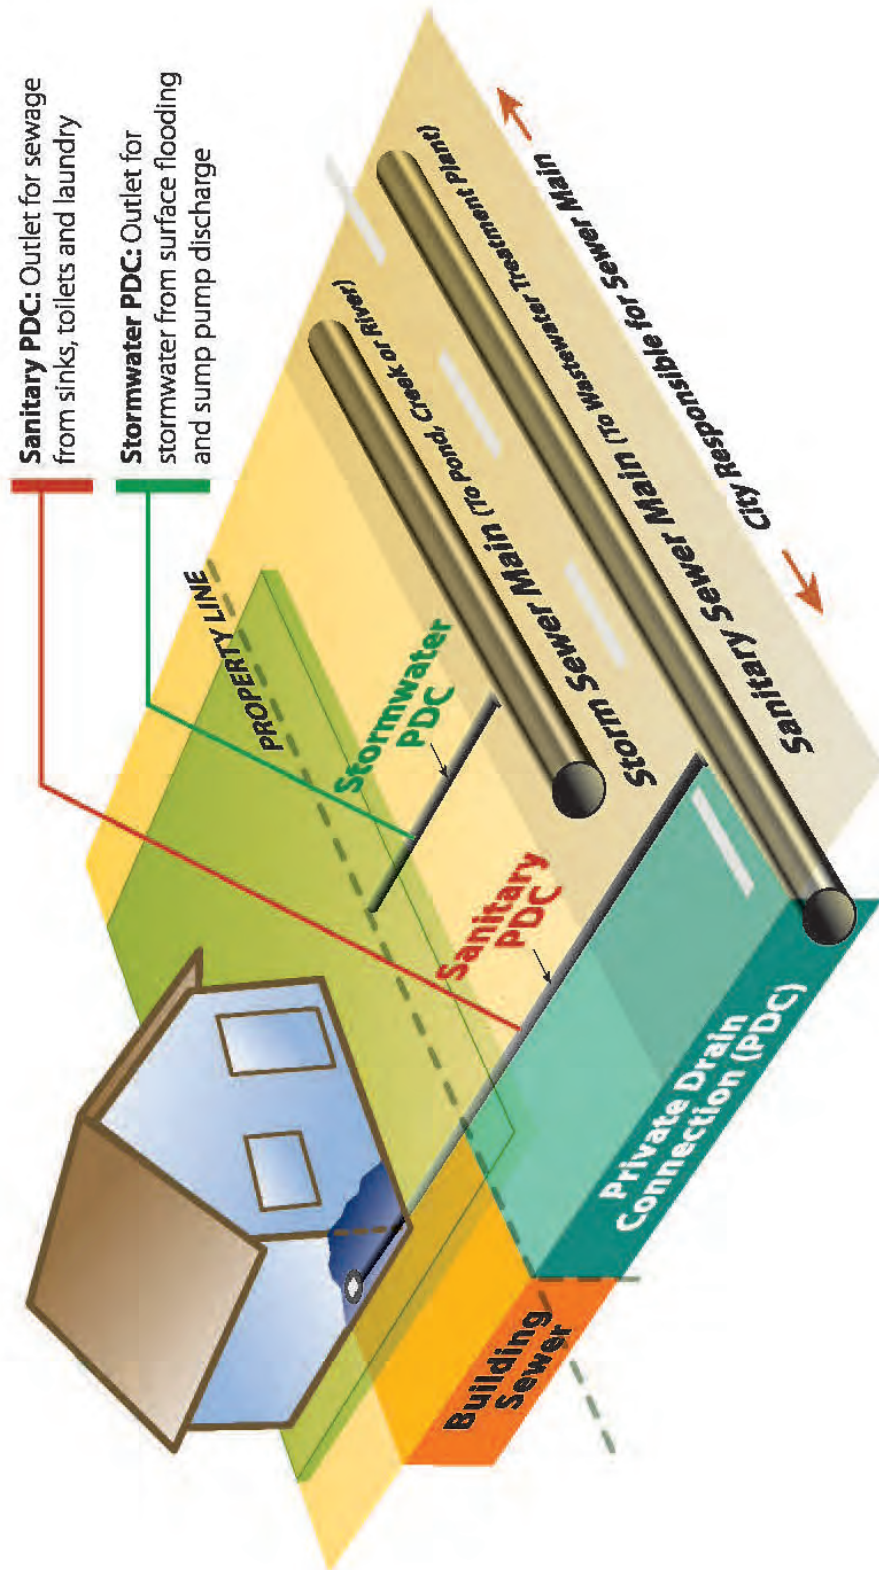 Sanitary PDC: Outlet for sewage
from sinks, toilets and laundry
Stormwater PDC: Outlet for
stormwater from surface flooding
and sump pump discharge
PROPERTY LINE
Stormwater
PDC
Sanitary
PDC
Storm Sewer Main (To Pond, Creek or River)
Sanitary Sewer Main (To Wastewater Treatment Plant)
City Responsible for Sewer Main
Building
Sewer
Private Drain
Connection (PDC)